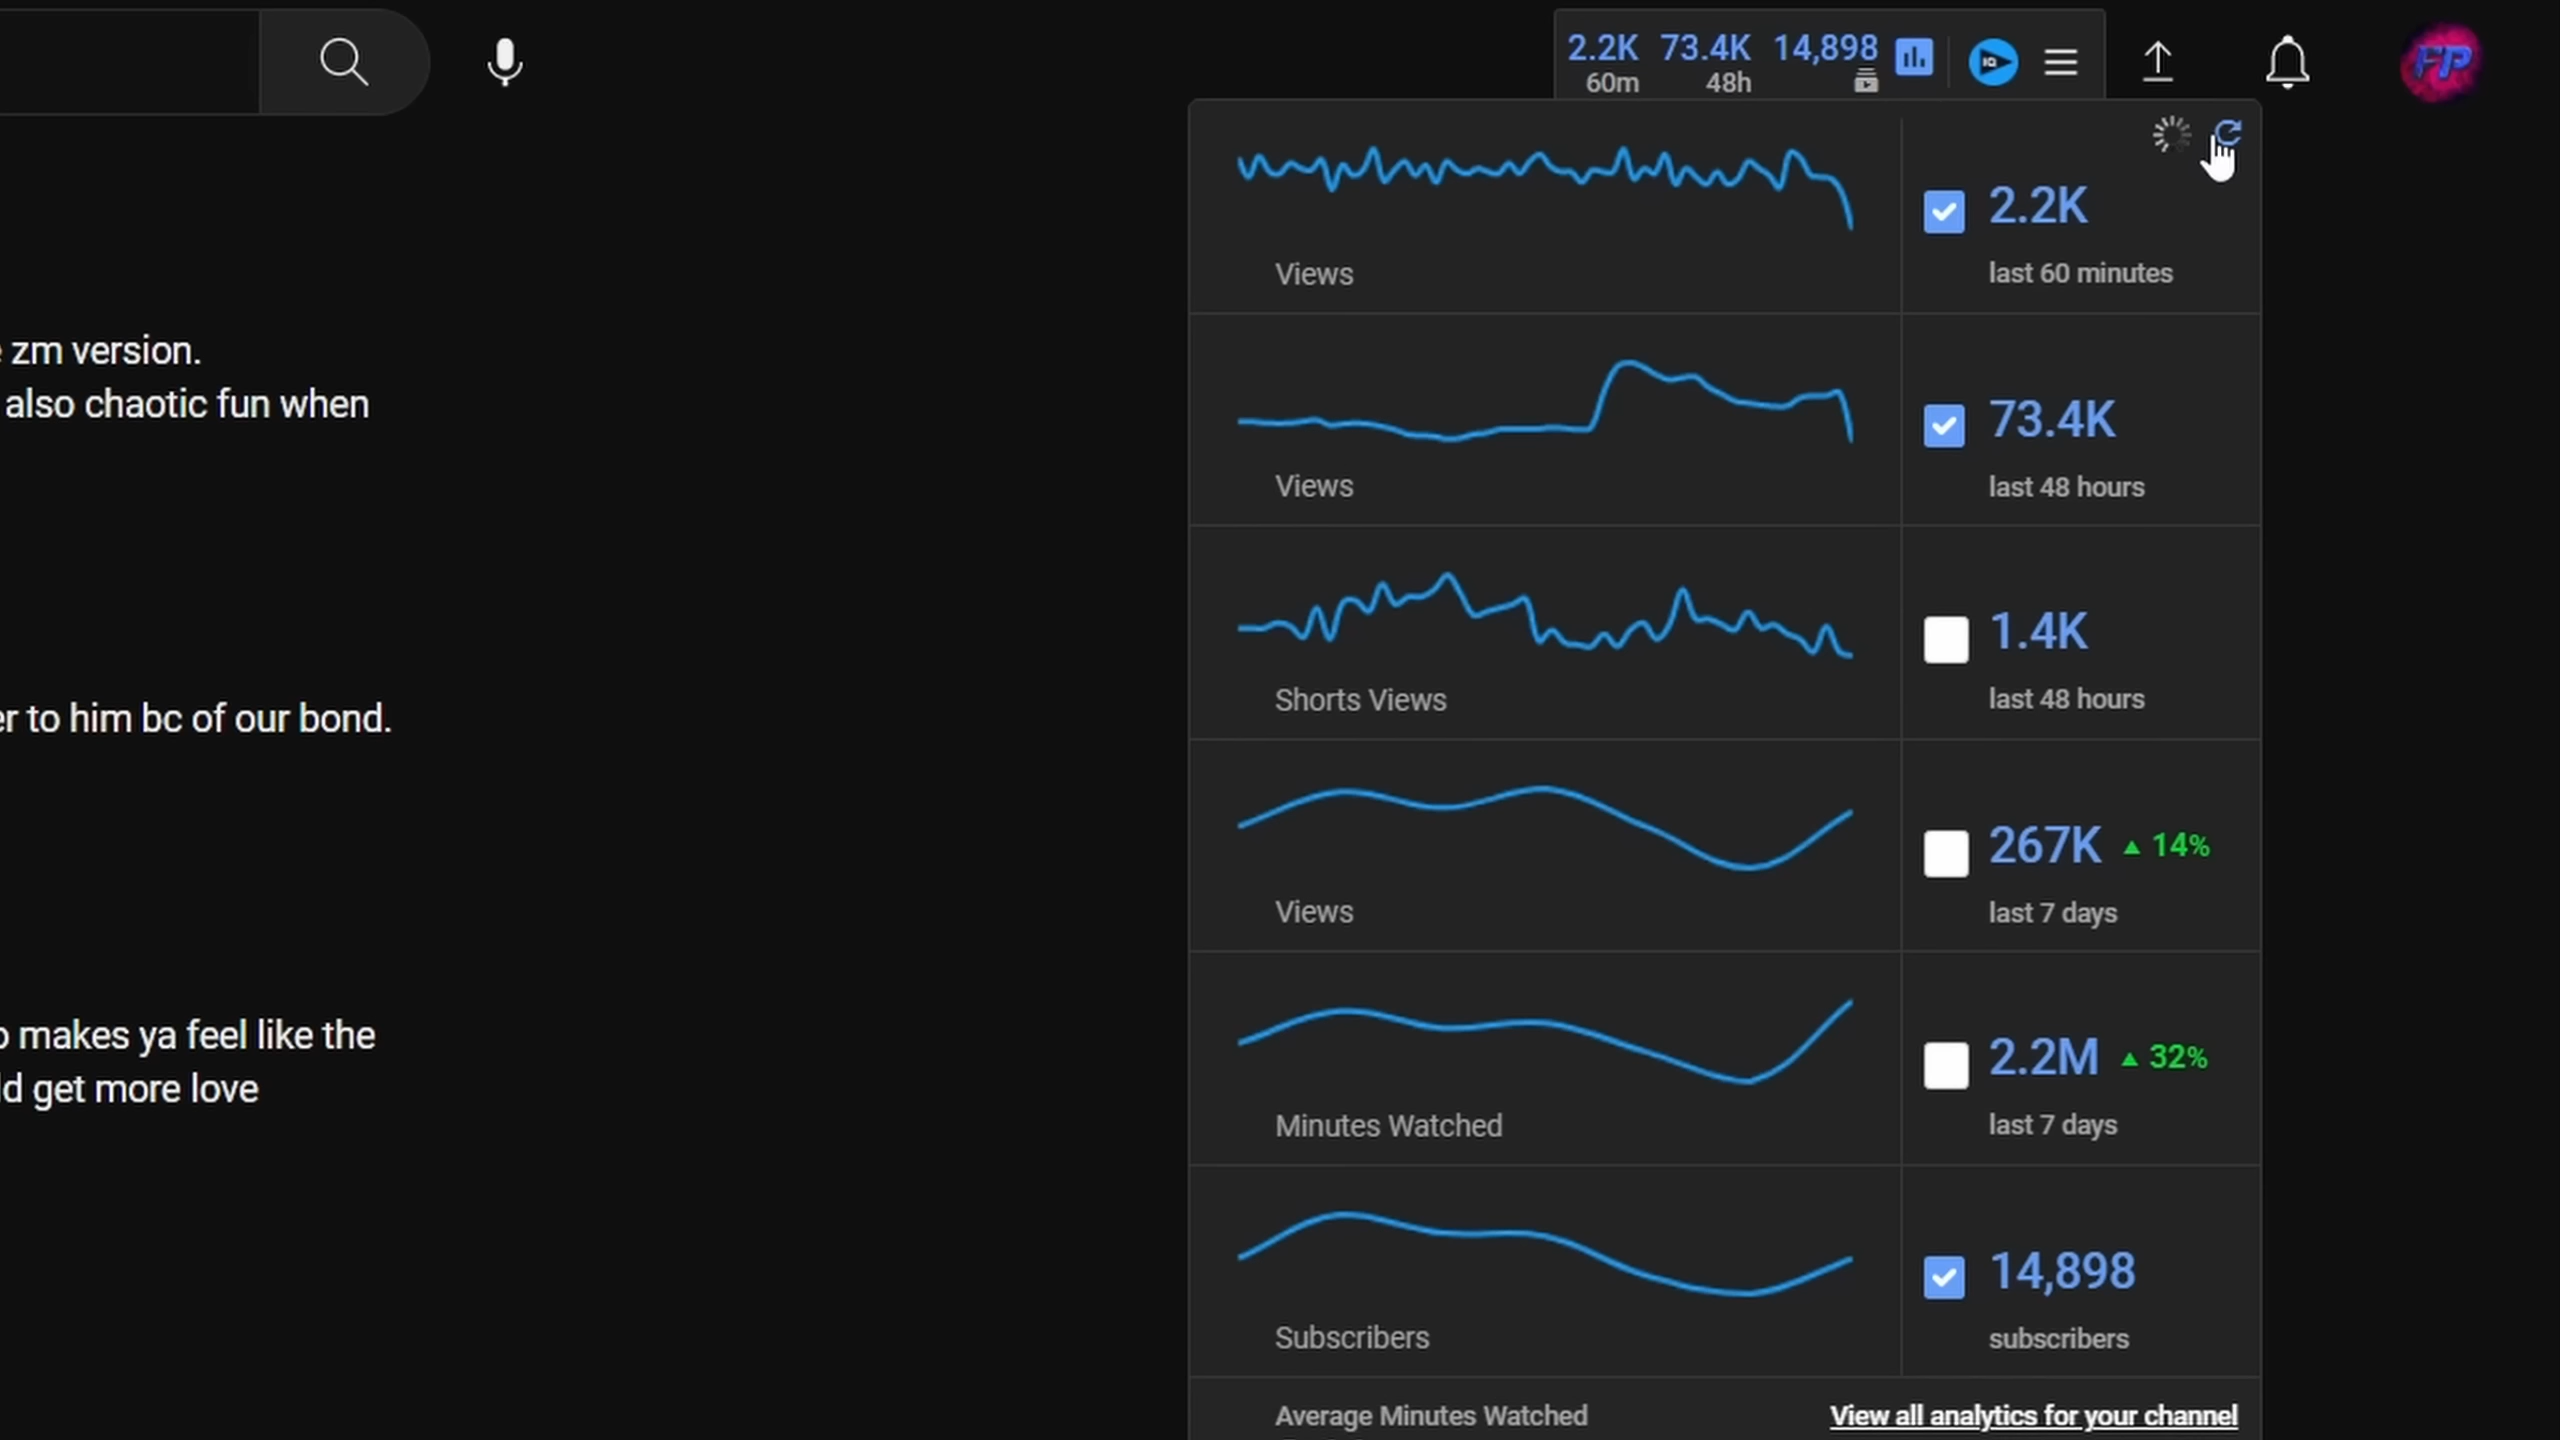 2.2K 73.4K 14,898
60m 48h
IQ
FP
2.2K
Views last 60 minutes
zm version.
also chaotic fun when
73.4K
Views last 48 hours
1.4K
Shorts Views last 48 hours
er to him bc of our bond.
267K ▲ 14%
Views last 7 days
makes ya feel like the
ld get more love
2.2M ▲ 32%
Minutes Watched last 7 days
14,898
Subscribers subscribers
Average Minutes Watched View all analytics for your channel